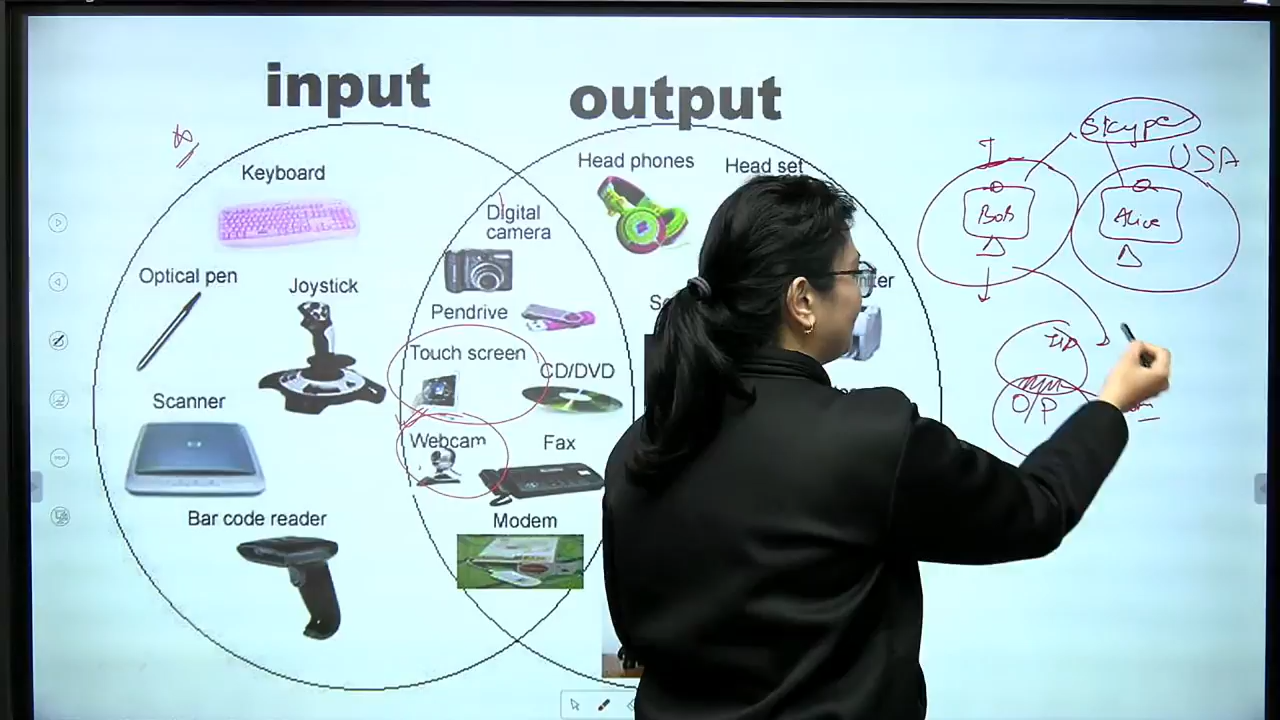 input
output
Keyboard
Optical pen
Joystick
Scanner
Bar code reader
Digital
camera
Pendrive
Touch screen
CD/DVD
Webcam
Fax
Modem
Head phones
Head set
Skype
I
USA
Bob
Alice
O/P